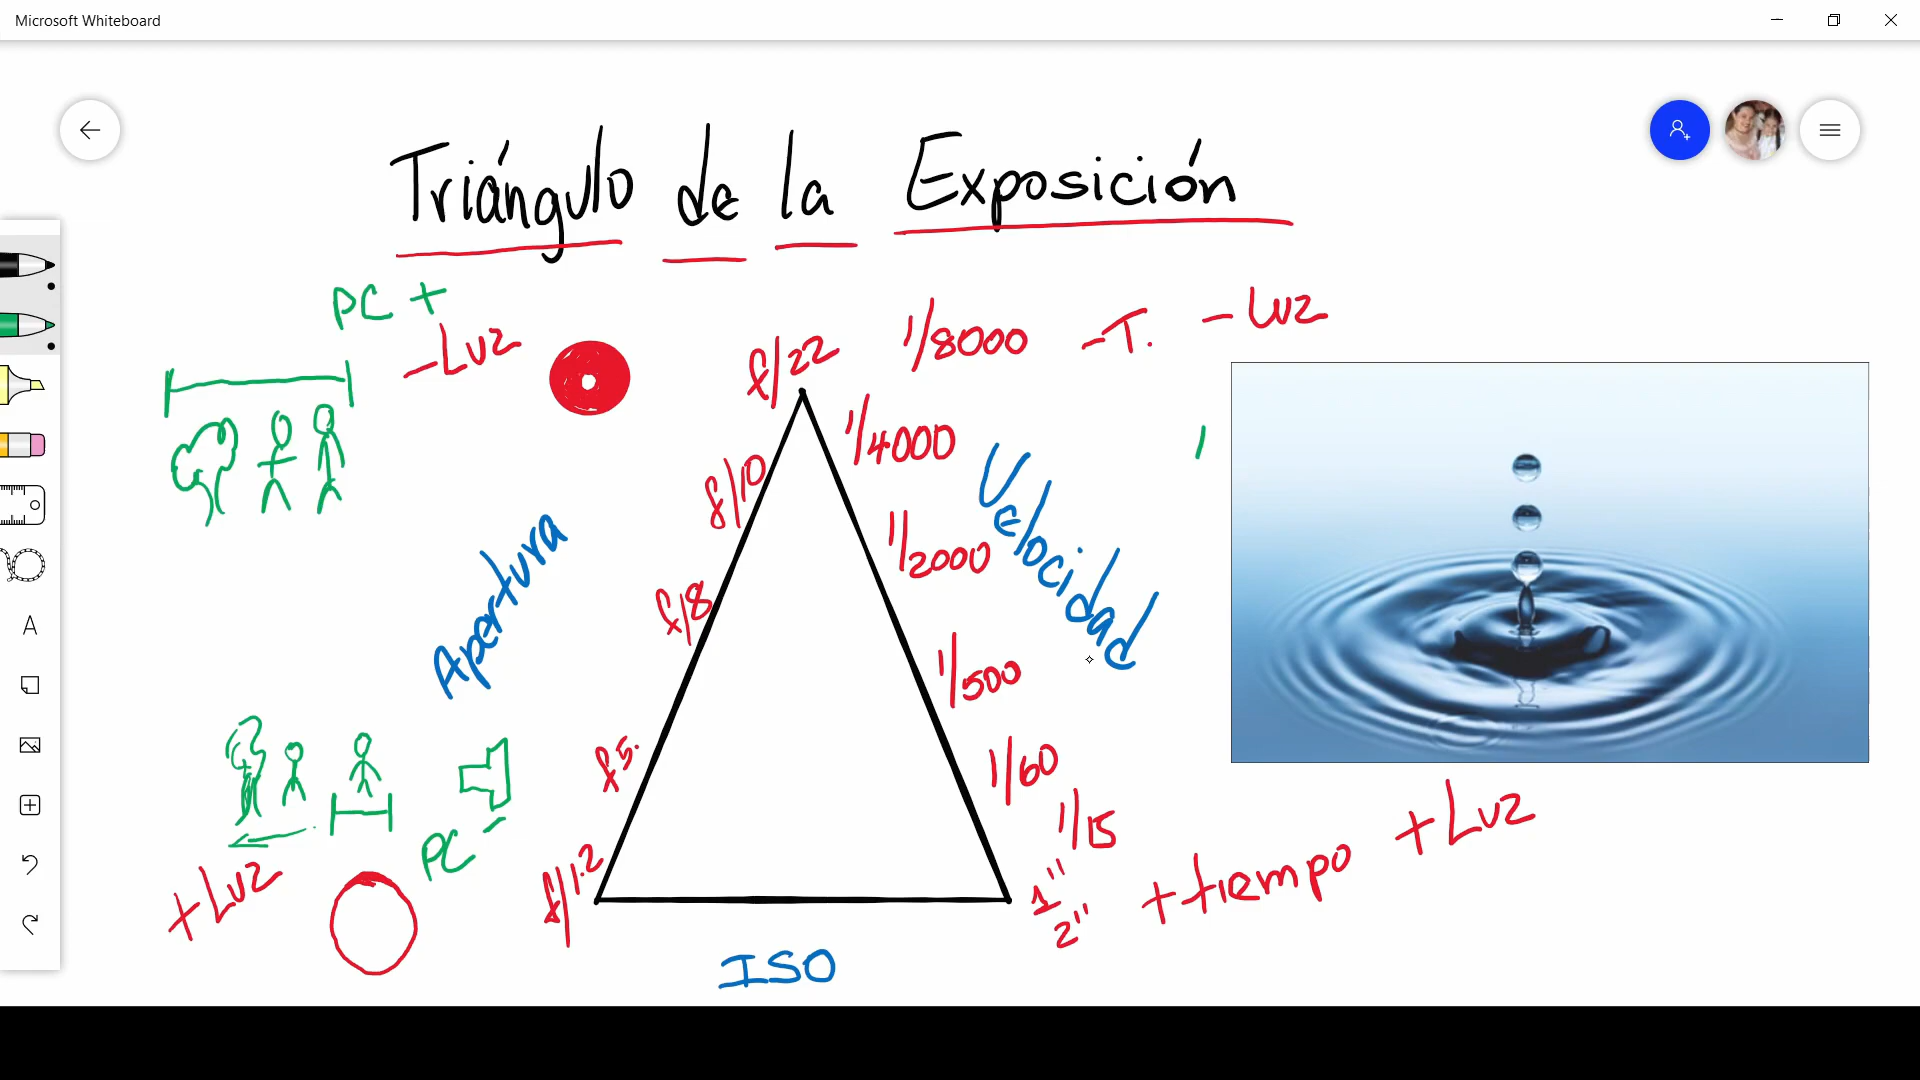 Microsoft Whiteboard
Triángulo de la Exposición
PC +
-Luz
f/22
1/8000
-T.
-Luz
1/4000
f/10
Velocidad
1/2000
Apertura
f/8
1/500
f5.
1/60
PC -
1/15
+Luz
f/1.2
1"
2"
+tiempo
+Luz
ISO
A